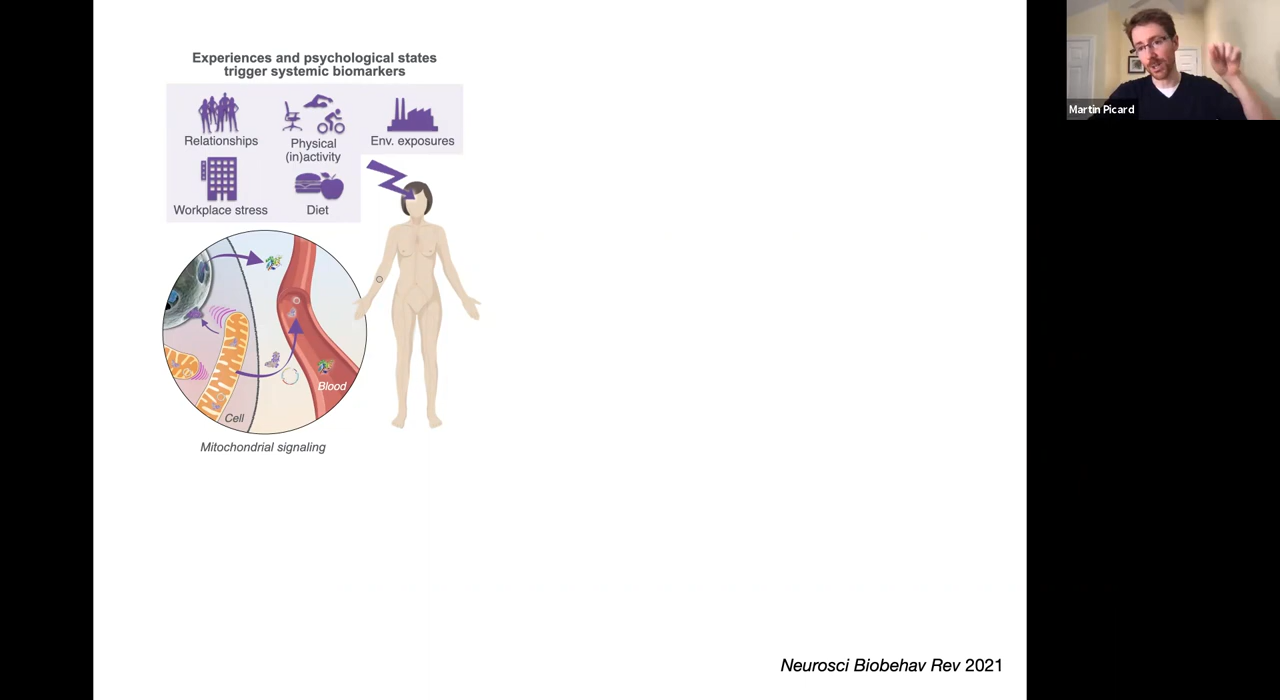 Experiences and psychological states
trigger systemic biomarkers
Relationships
Physical
(in)activity
Env. exposures
Workplace stress
Diet
Blood
Cell
Mitochondrial signaling
Neurosci Biobehav Rev 2021
Martin Picard